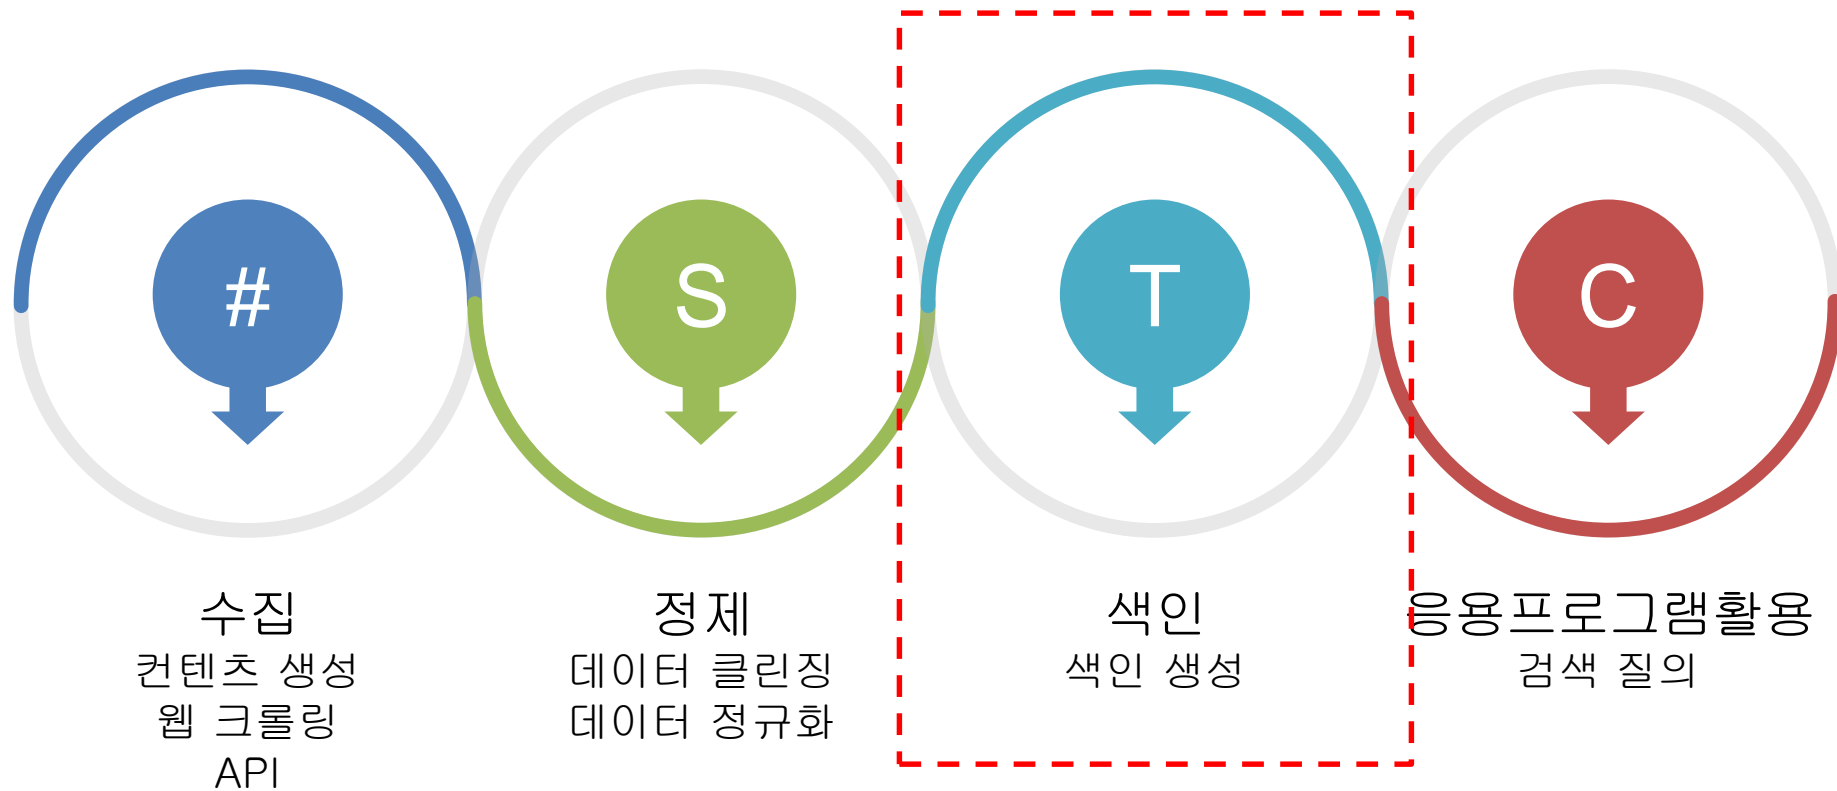 #
S
T
C
수집
컨텐츠 생성
웹 크롤링
API
정제
데이터 클린징
데이터 정규화
색인
색인 생성
응용프로그램활용
검색 질의